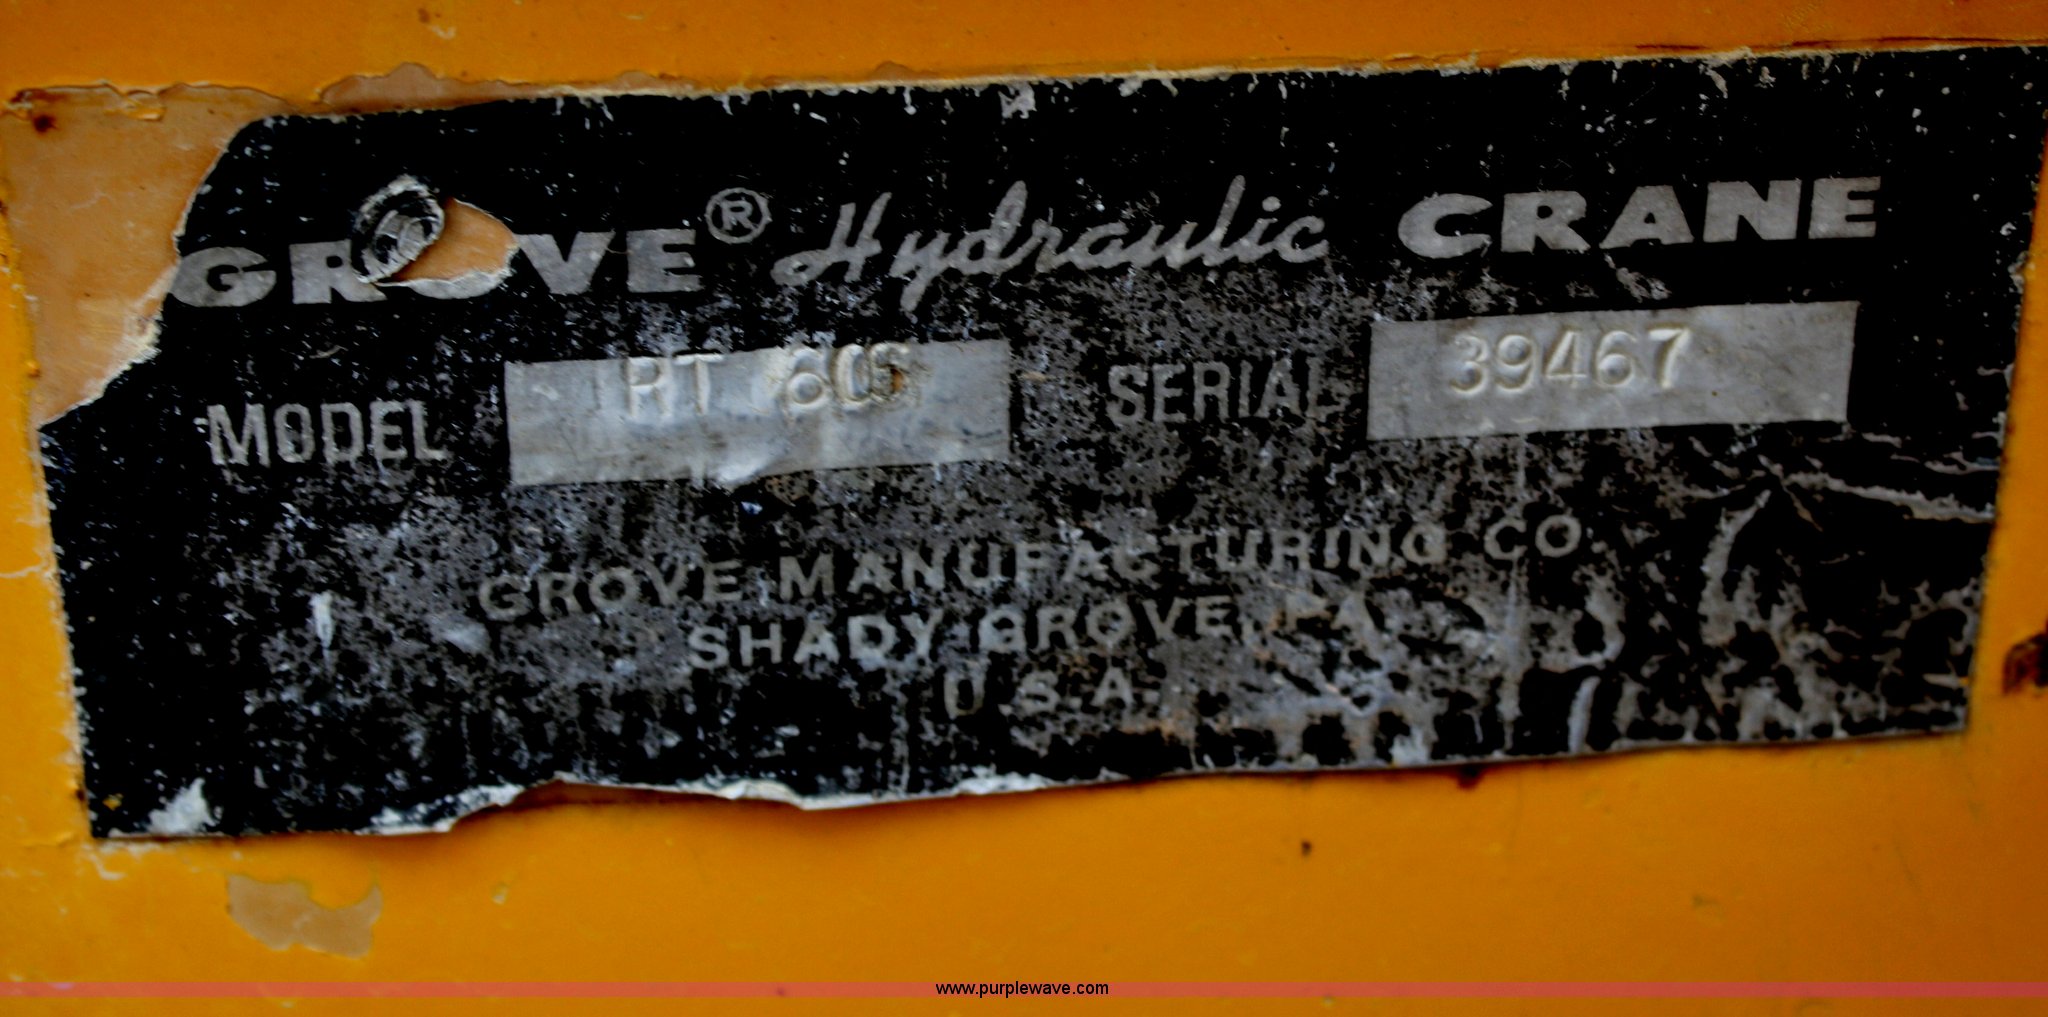 GROVE® Hydraulic CRANE
MODEL RT 60S SERIAL 39467
GROVE MANUFACTURING CO.
SHADY GROVE, PA.
U.S.A.
www.purplewave.com